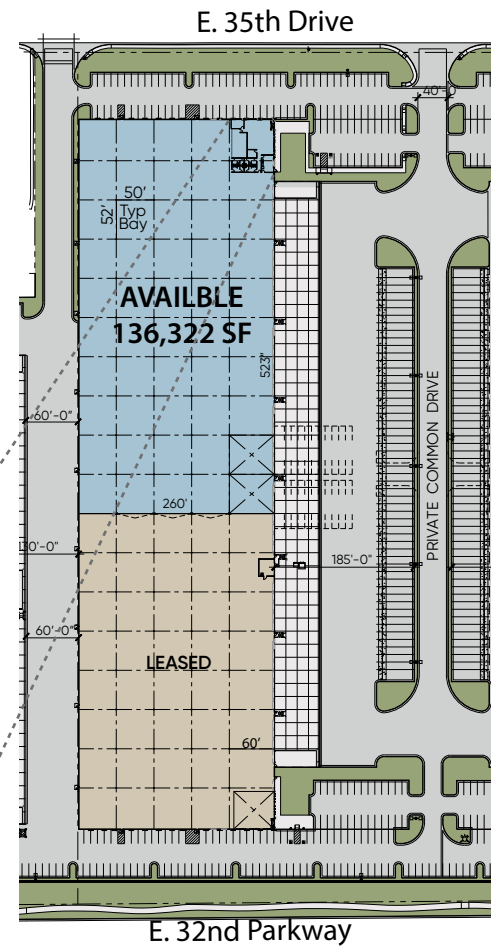 E. 35th Drive
40'-0
50'
52'
Typ
Bay
AVAILBLE
136,322 SF
523'
60'-0"
260'
130'-0"
185'-0"
PRIVATE COMMON DRIVE
60'-0"
LEASED
60'
E. 32nd Parkway